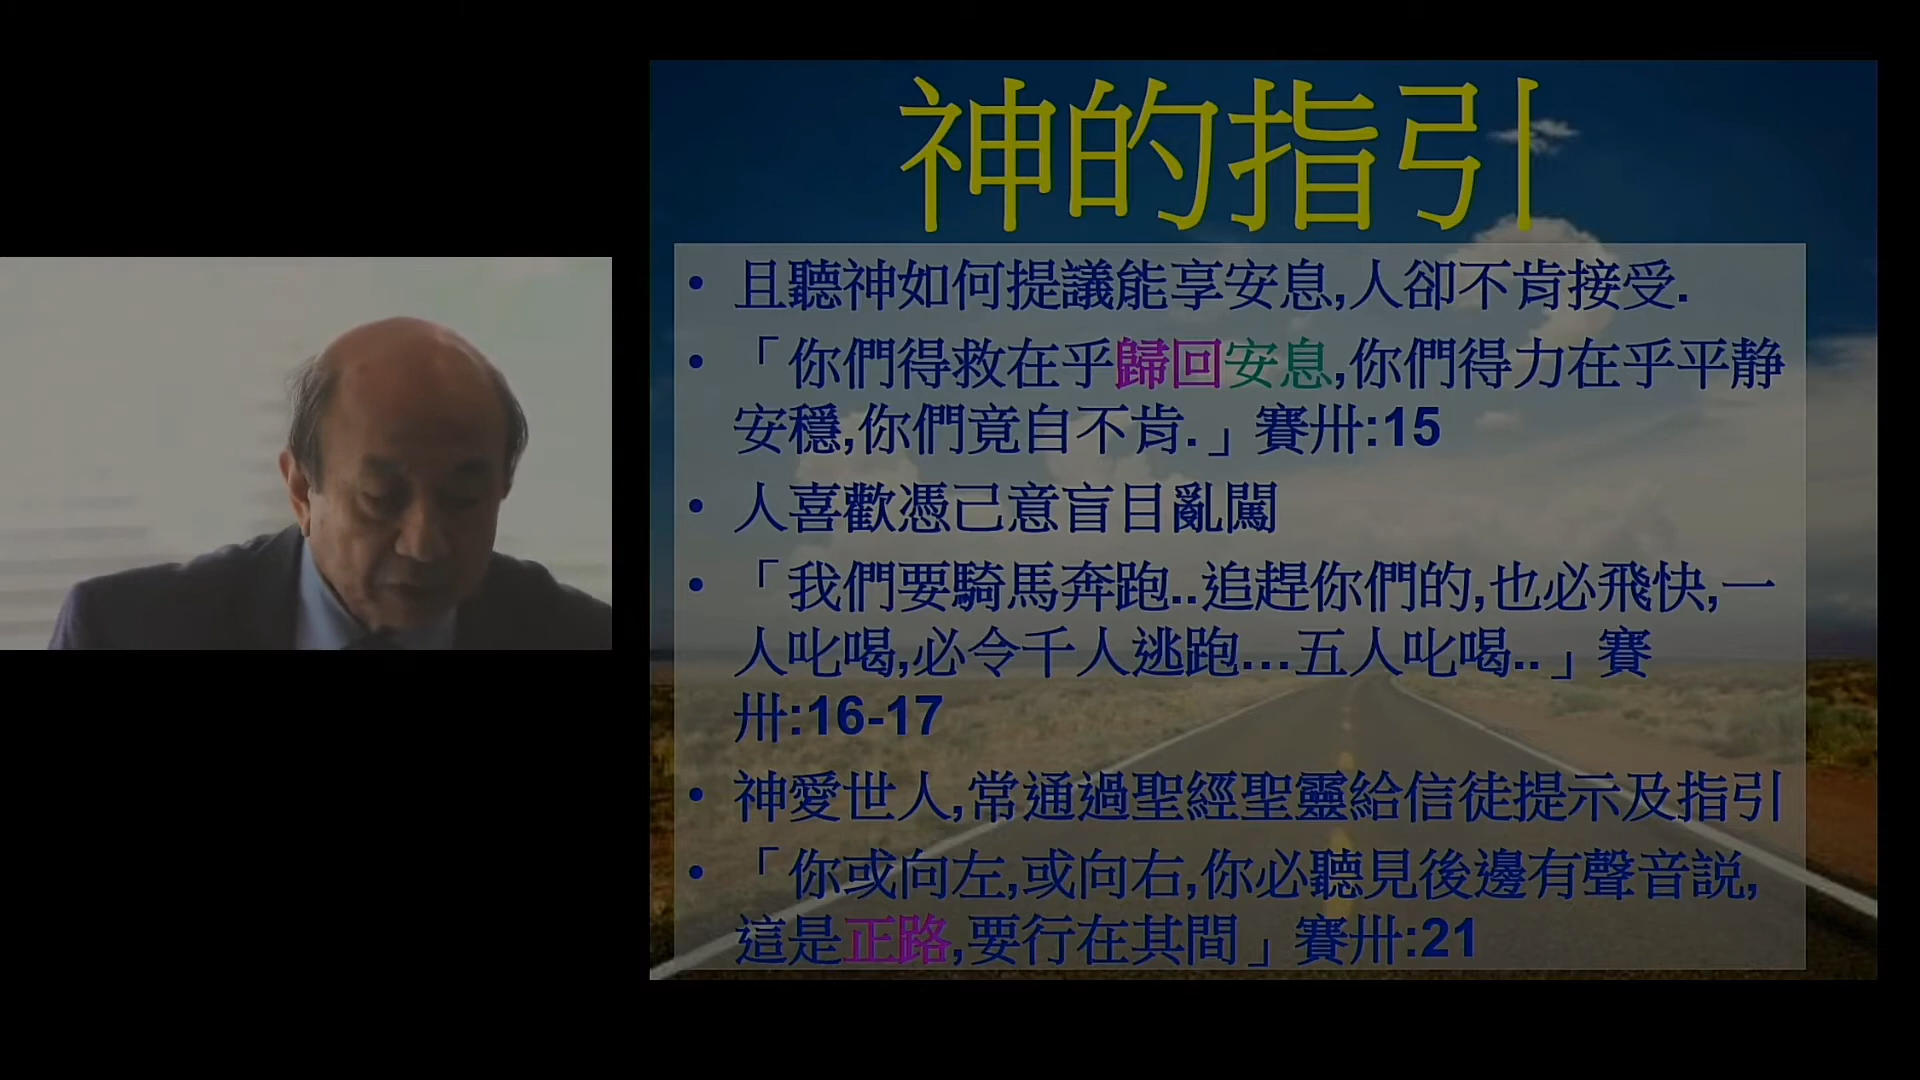 神的指引
• 且聽神如何提議能享安息,人卻不肯接受.
• 「你們得救在乎歸回安息,你們得力在乎平静
安穩,你們竟自不肯.」賽卅:15
• 人喜歡憑己意盲目亂闖
• 「我們要騎馬奔跑..追趕你們的,也必飛快,一
人叱喝,必令千人逃跑...五人叱喝..」賽
卅:16-17
• 神愛世人,常通過聖經聖靈給信徒提示及指引
• 「你或向左,或向右,你必聽見後邊有聲音説,
這是正路,要行在其間」賽卅:21